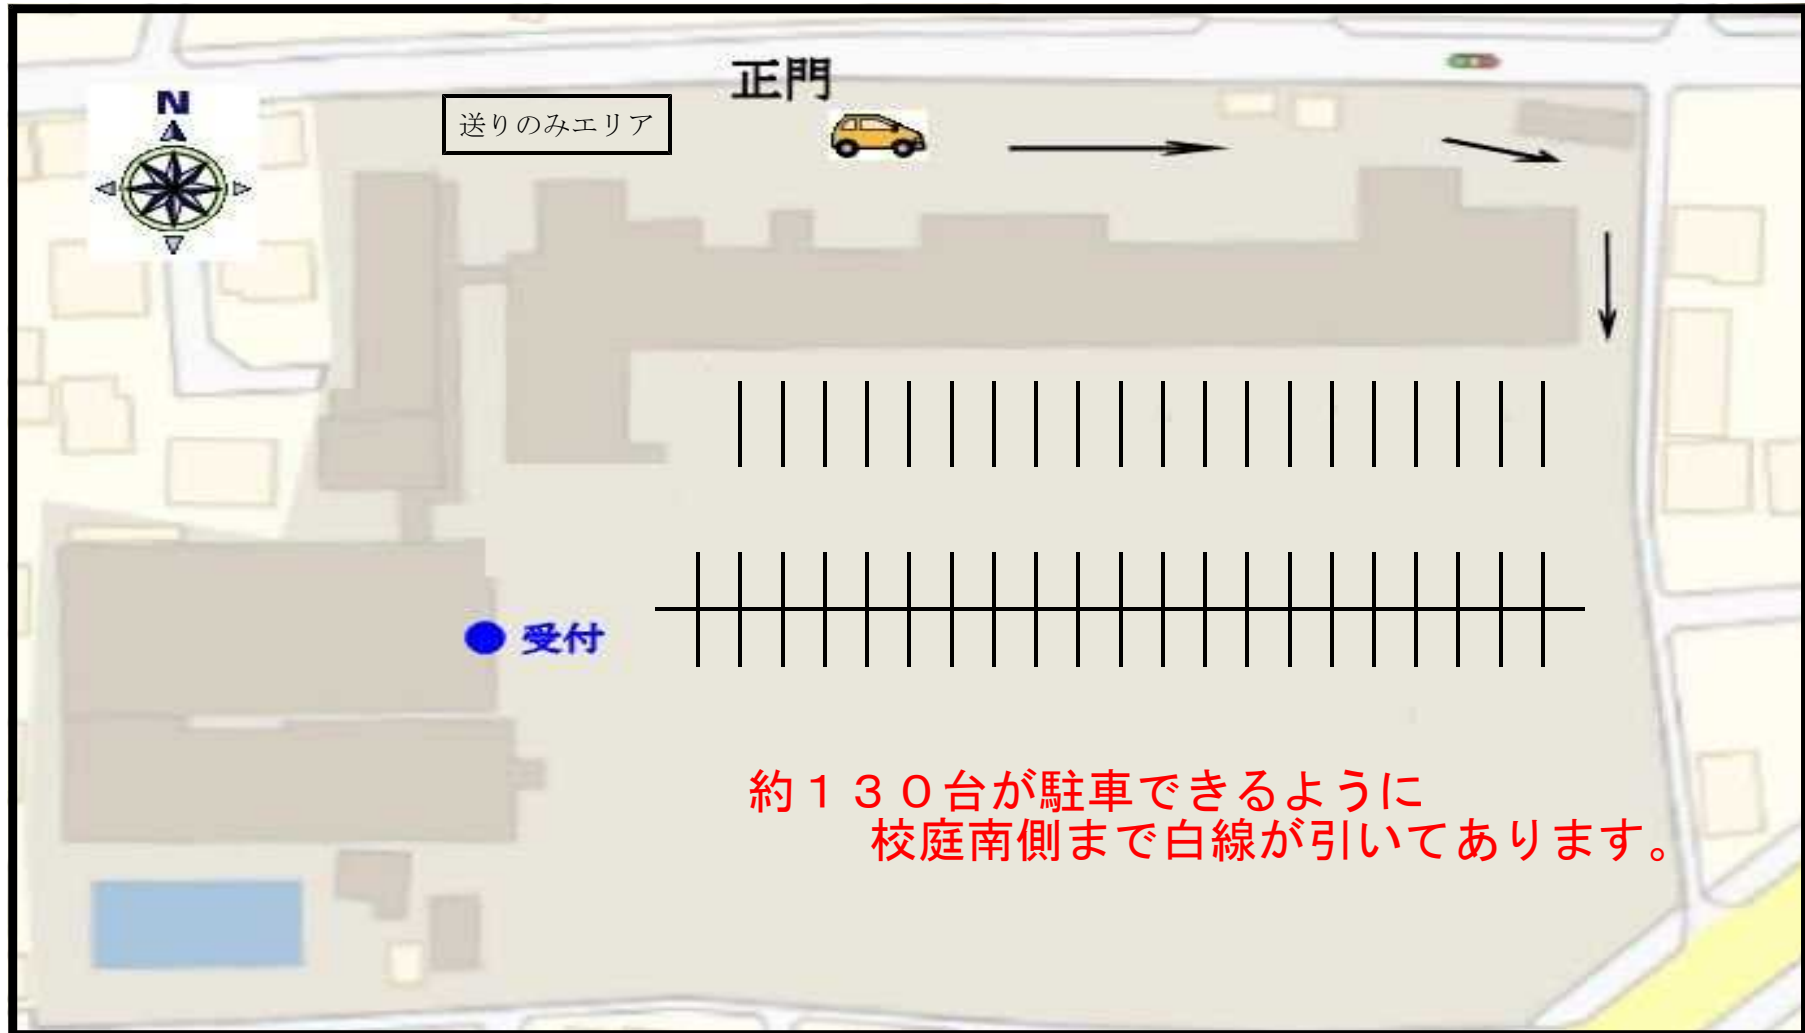 正門
N
送りのみエリア
受付
約１３０台が駐車できるように
校庭南側まで白線が引いてあります。